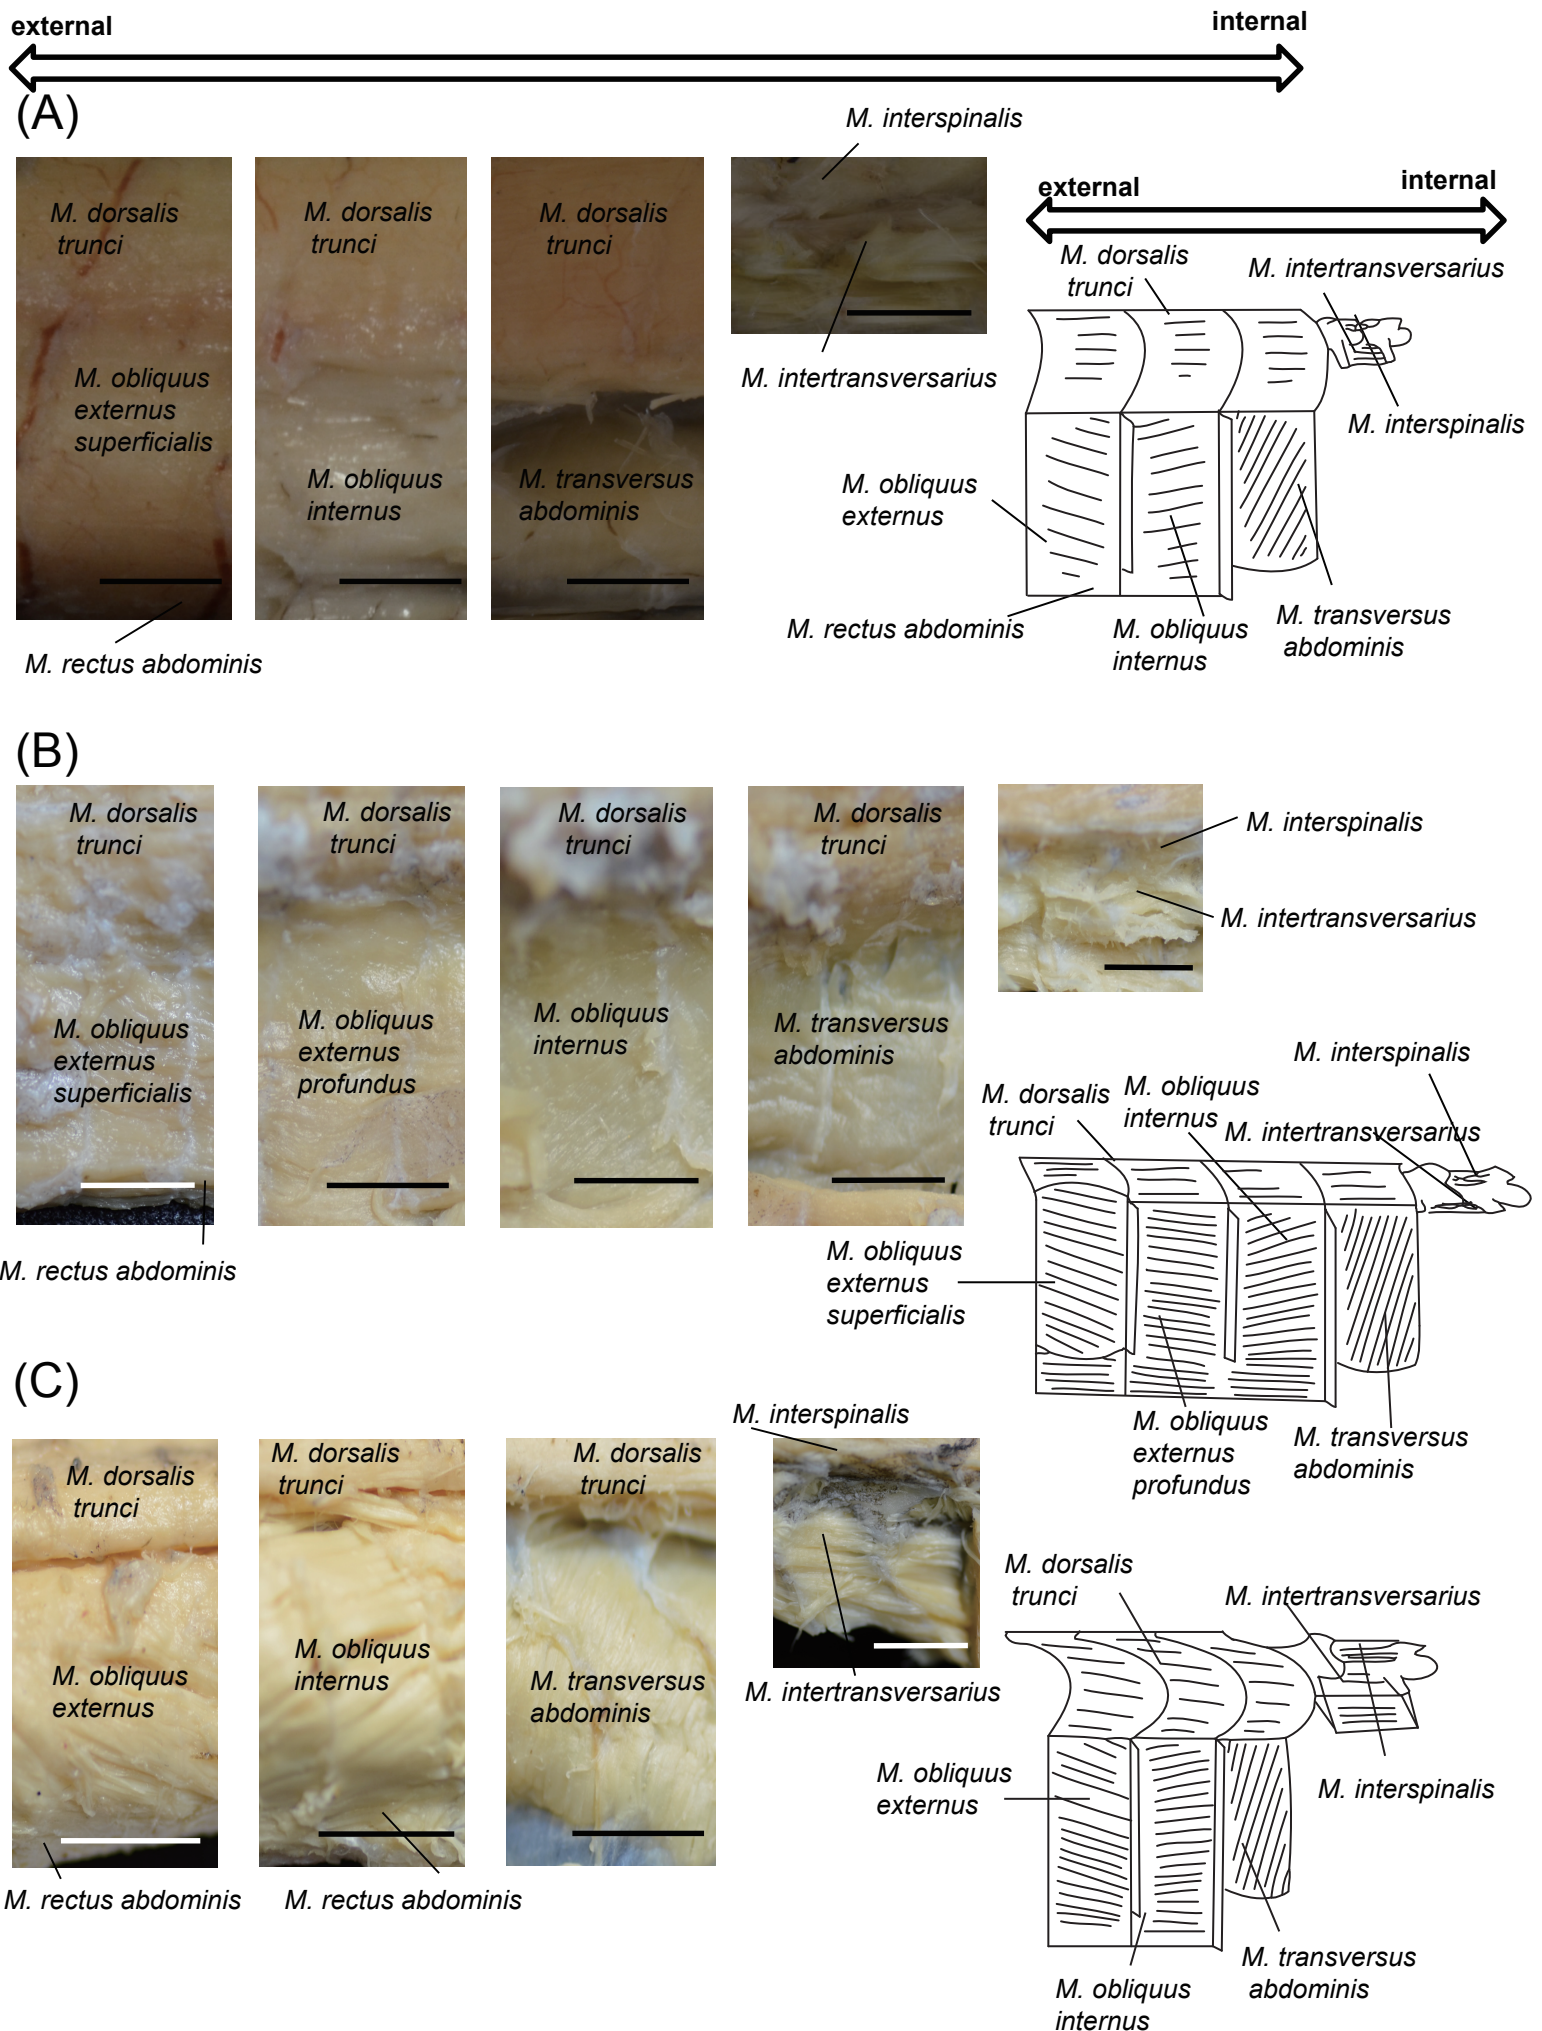 external
internal
(A)
M. interspinalis
M. dorsalis
trunci
M. dorsalis
trunci
M. dorsalis
trunci
external
internal
M. dorsalis
trunci
M. intertransversarius
M. obliquus
externus
superficialis
M. intertransversarius
M. interspinalis
M. obliquus
internus
M. transversus
abdominis
M. obliquus
externus
M. rectus abdominis
M. rectus abdominis
M. obliquus
internus
M. transversus
abdominis
(B)
M. dorsalis
trunci
M. dorsalis
trunci
M. dorsalis
trunci
M. dorsalis
trunci
M. interspinalis
M. intertransversarius
M. obliquus
externus
superficialis
M. obliquus
externus
profundus
M. obliquus
internus
M. transversus
abdominis
M. interspinalis
M. dorsalis
trunci
M. obliquus
internus
M. intertransversarius
M. rectus abdominis
M. obliquus
externus
superficialis
M. obliquus
externus
profundus
M. transversus
abdominis
(C)
M. interspinalis
M. dorsalis
trunci
M. dorsalis
trunci
M. dorsalis
trunci
M. dorsalis
trunci
M. intertransversarius
M. obliquus
externus
M. obliquus
internus
M. transversus
abdominis
M. intertransversarius
M. obliquus
externus
M. interspinalis
M. rectus abdominis
M. rectus abdominis
M. transversus
abdominis
M. obliquus
internus